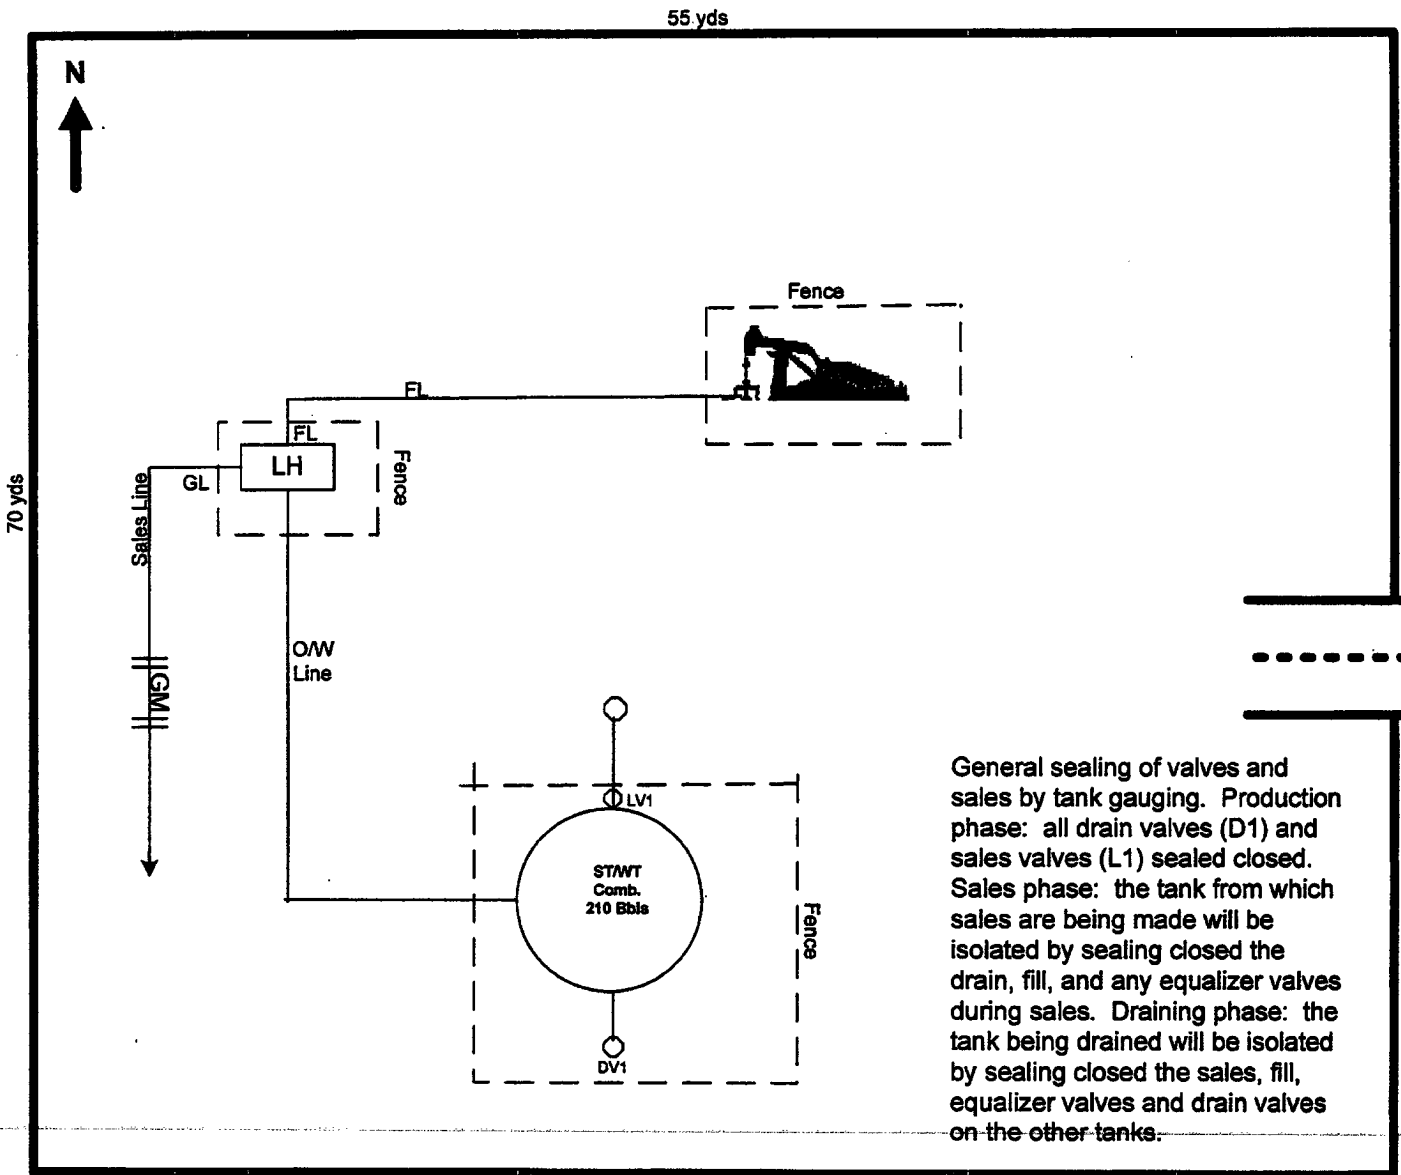 55 yds
N
Fence
FL
FL
LH
Fence
GL
Sales Line
70 yds
O/W
Line
GM
LV1
ST/WT
Comb.
210 Bbls
Fence
DV1
General sealing of valves and
sales by tank gauging. Production
phase: all drain valves (D1) and
sales valves (L1) sealed closed.
Sales phase: the tank from which
sales are being made will be
isolated by sealing closed the
drain, fill, and any equalizer valves
during sales. Draining phase: the
tank being drained will be isolated
by sealing closed the sales, fill,
equalizer valves and drain valves
on the other tanks.